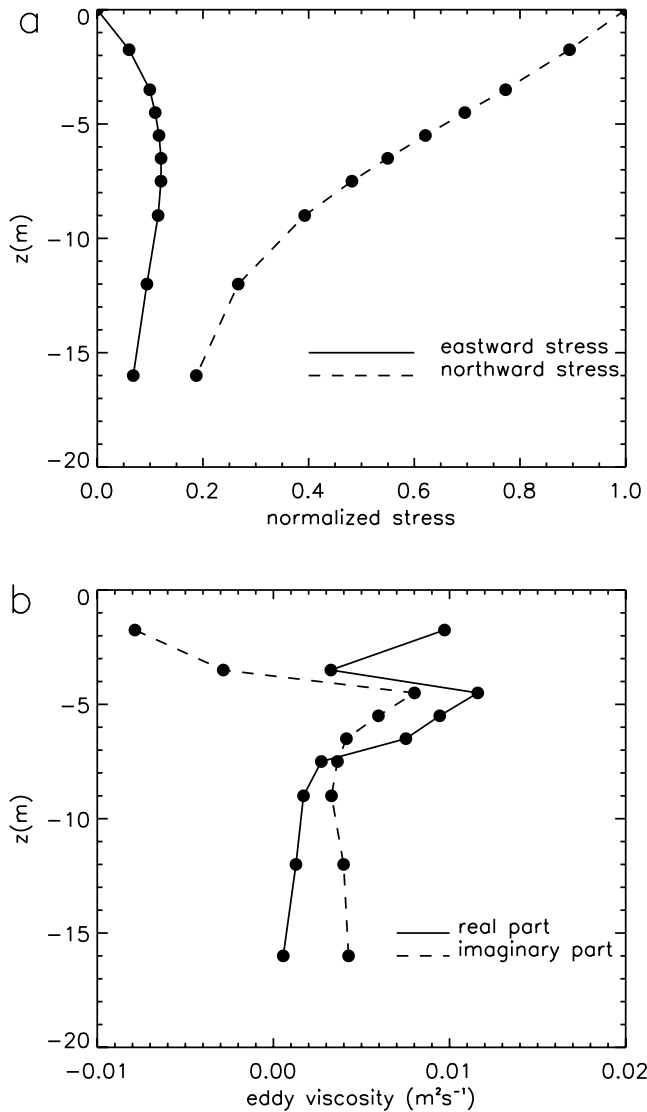 a
0
−5
z(m)
−10
−15
−20
eastward stress
northward stress
0.0 0.2 0.4 0.6 0.8 1.0
normalized stress
b
0
−5
z(m)
−10
−15
−20
real part
imaginary part
−0.01 0.00 0.01 0.02
eddy viscosity (m²s⁻¹)